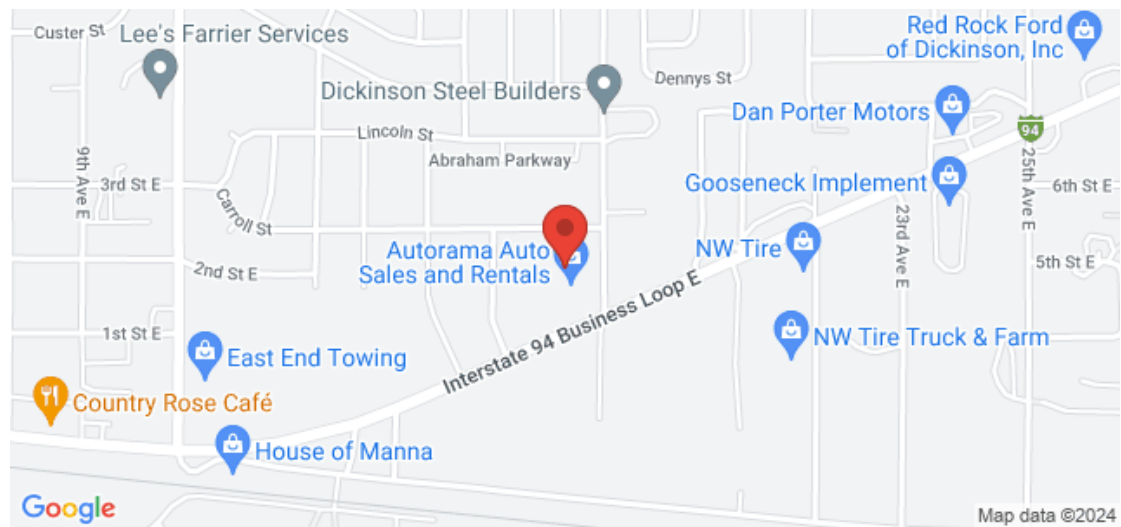 Custer St
Lee's Farrier Services
Red Rock Ford
of Dickinson, Inc
Dennys St
Dickinson Steel Builders
Dan Porter Motors
94
Lincoln St
Abraham Parkway
9th Ave E
25th Ave E
3rd St E
Gooseneck Implement
6th St E
Carroll St
23rd Ave E
Autorama Auto
Sales and Rentals
NW Tire
2nd St E
5th St E
Interstate 94 Business Loop E
1st St E
NW Tire Truck & Farm
East End Towing
Country Rose Café
House of Manna
Google
Map data ©2024